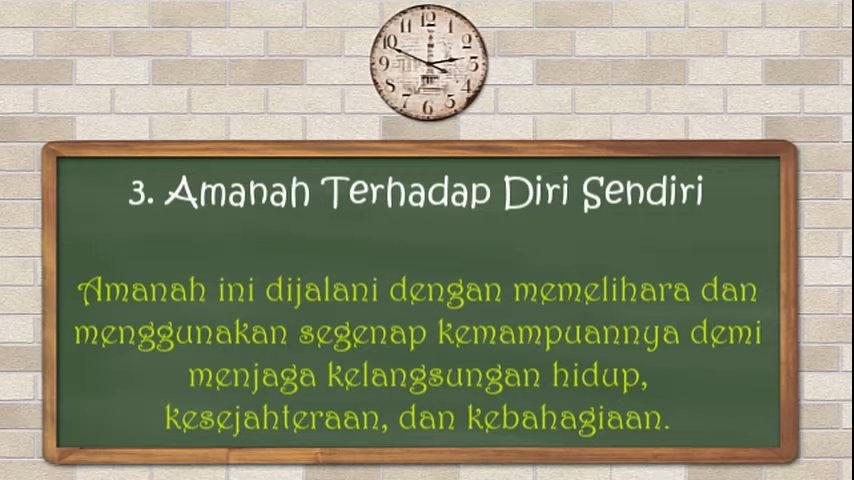 3. Amanah Terhadap Diri Sendiri
Amanah ini dijalani dengan memelihara dan
menggunakan segenap kemampuannya demi
menjaga kelangsungan hidup,
kesejahteraan, dan kebahagiaan.